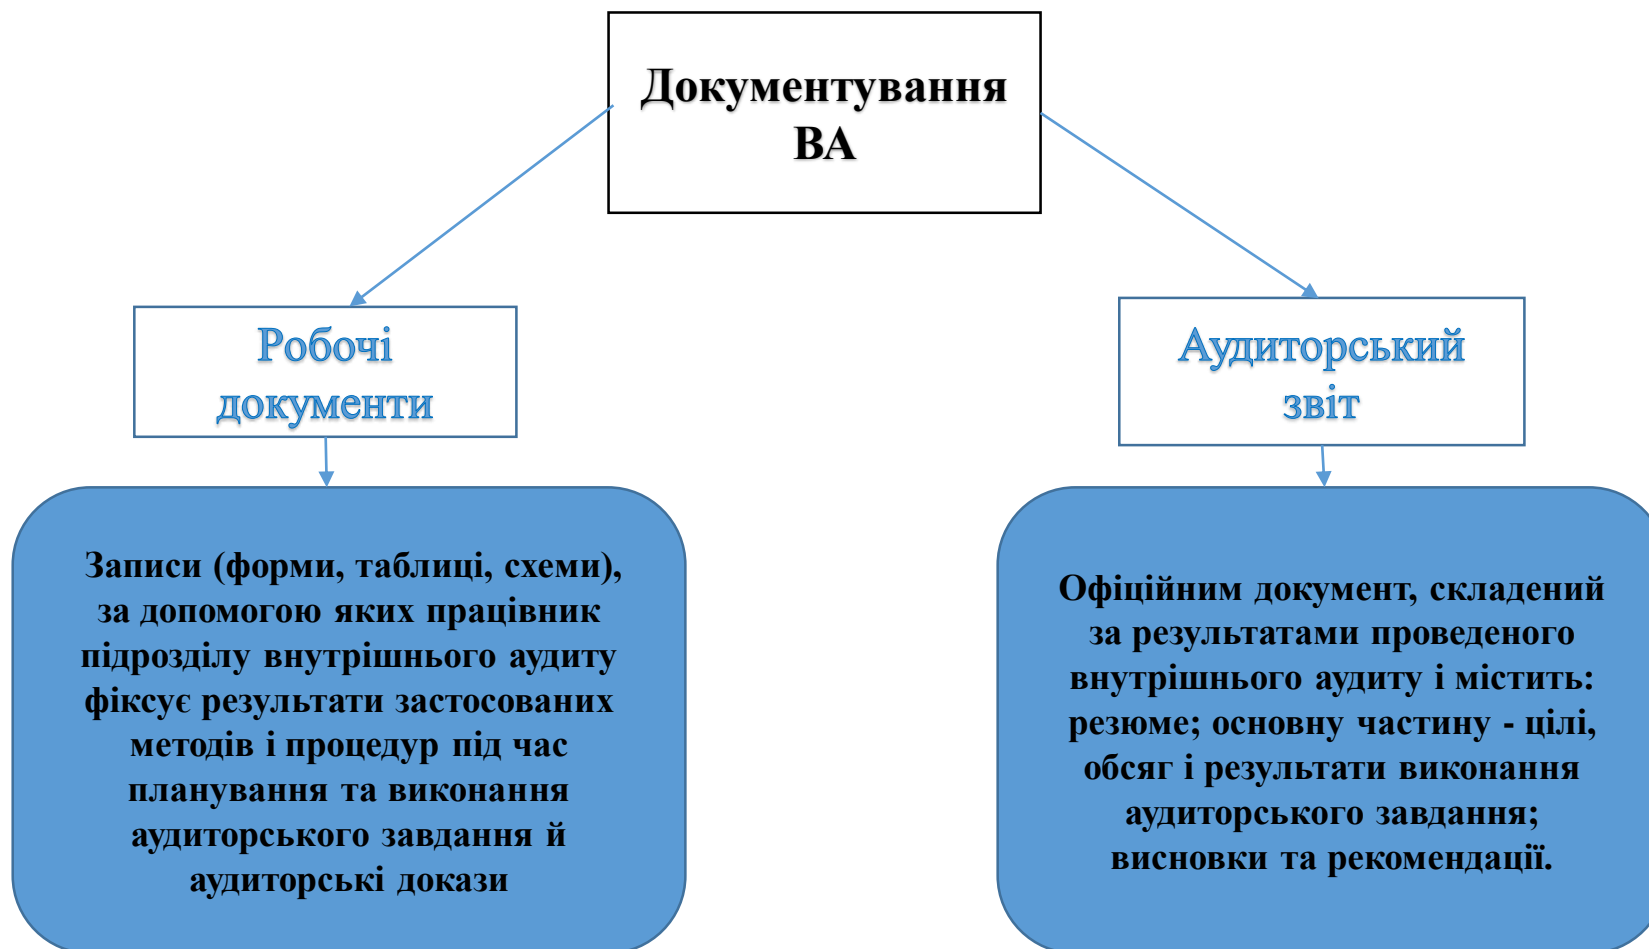 Документування
ВА
Робочі
документи
Аудиторський
звіт
Записи (форми, таблиці, схеми),
за допомогою яких працівник
підрозділу внутрішнього аудиту
фіксує результати застосованих
методів і процедур під час
планування та виконання
аудиторського завдання й
аудиторські докази
Офіційним документ, складений
за результатами проведеного
внутрішнього аудиту і містить:
резюме; основну частину - цілі,
обсяг і результати виконання
аудиторського завдання;
висновки та рекомендації.